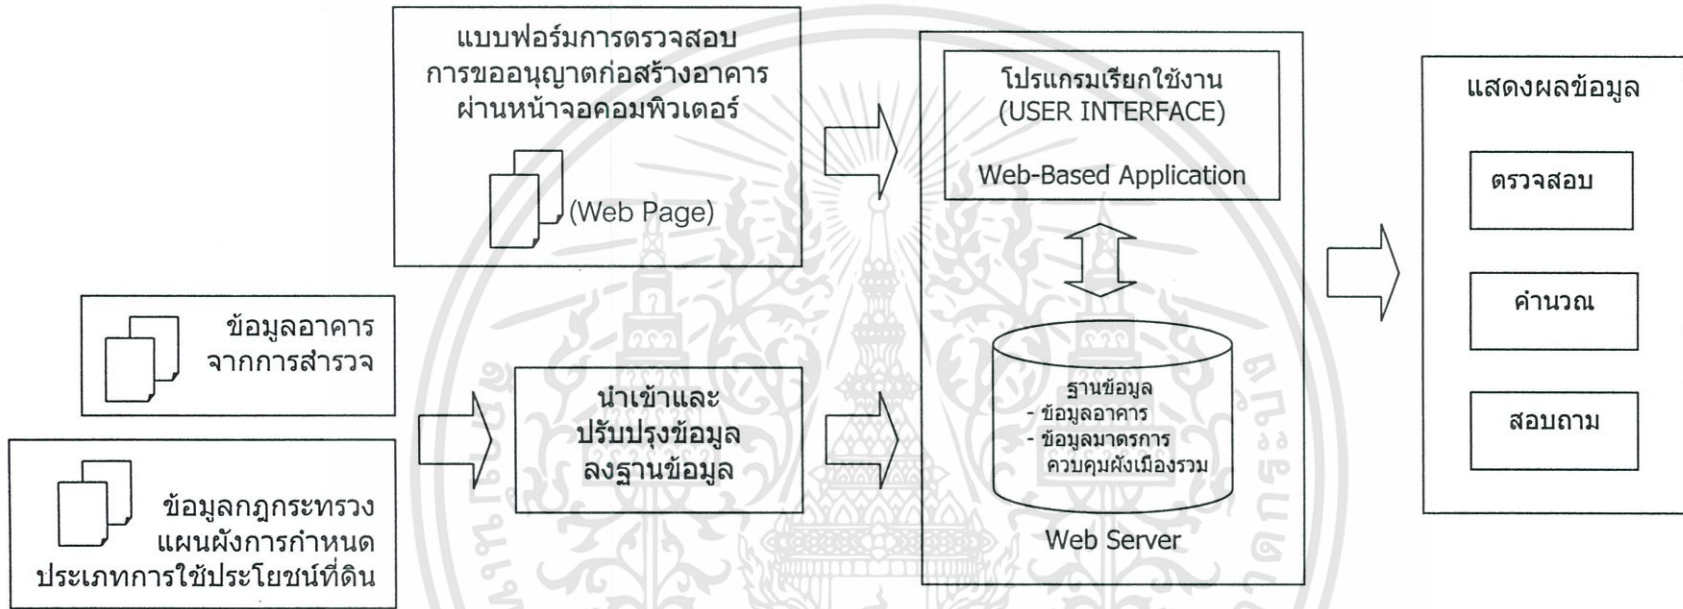 แบบฟอร์มการตรวจสอบ
การขออนุญาตก่อสร้างอาคาร
ผ่านหน้าจอคอมพิวเตอร์
(Web Page)
ข้อมูลอาคาร
จากการสำรวจ
ข้อมูลกฎกระทรวง
แผนผังการกำหนด
ประเภทการใช้ประโยชน์ที่ดิน
นำเข้าและ
ปรับปรุงข้อมูล
ลงฐานข้อมูล
โปรแกรมเรียกใช้งาน
(USER INTERFACE)
Web-Based Application
ฐานข้อมูล
- ข้อมูลอาคาร
- ข้อมูลมาตรการ
ควบคุมผังเมืองรวม
Web Server
แสดงผลข้อมูล
ตรวจสอบ
คำนวณ
สอบถาม